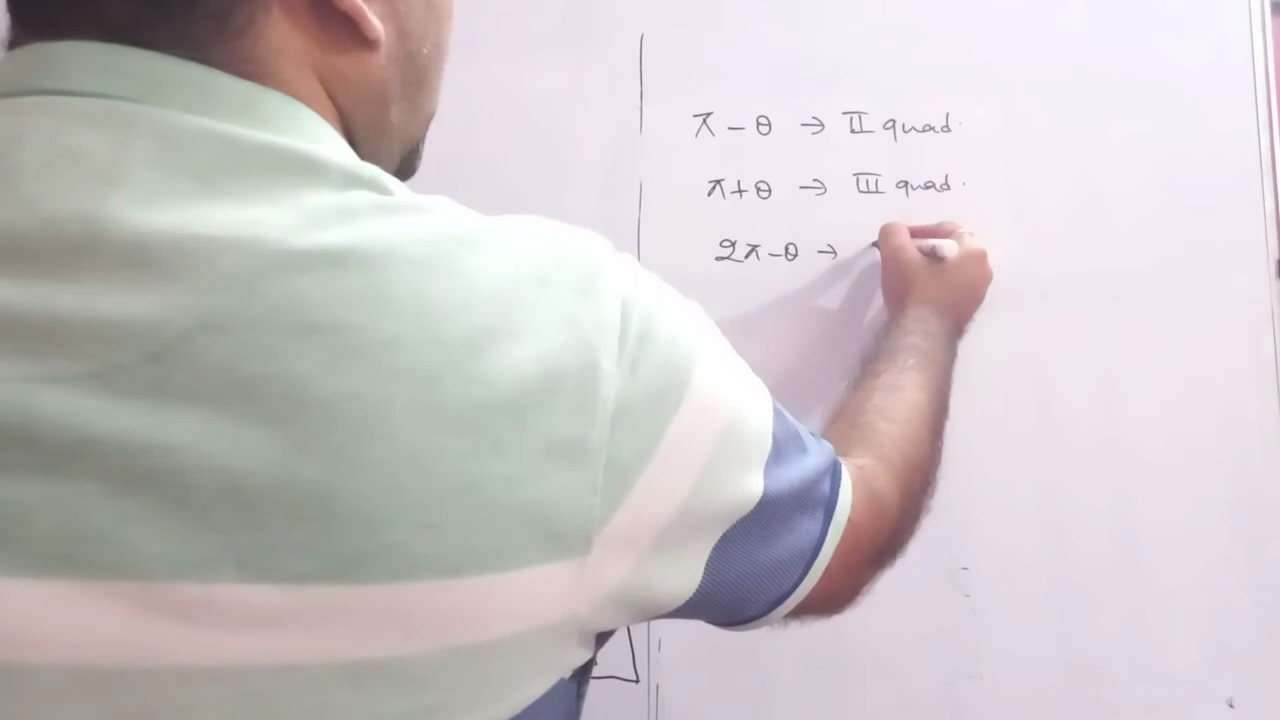 π - θ → II quad.
π + θ → III quad.
2π - θ →